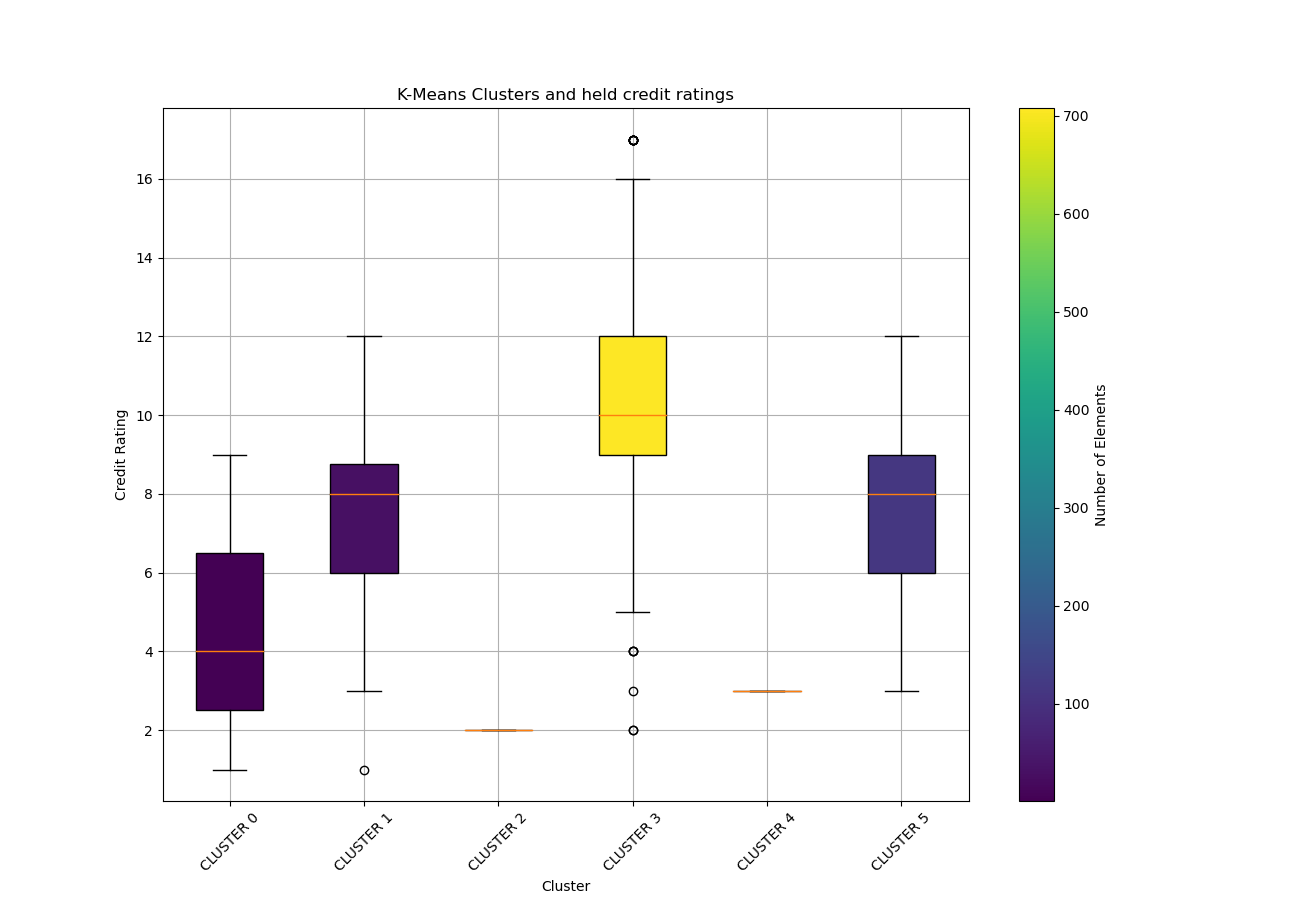 K-Means Clusters and held credit ratings
Credit Rating
16
14
12
10
8
6
4
2
CLUSTER 0
CLUSTER 1
CLUSTER 2
CLUSTER 3
CLUSTER 4
CLUSTER 5
Cluster
700
600
500
400
300
200
100
Number of Elements